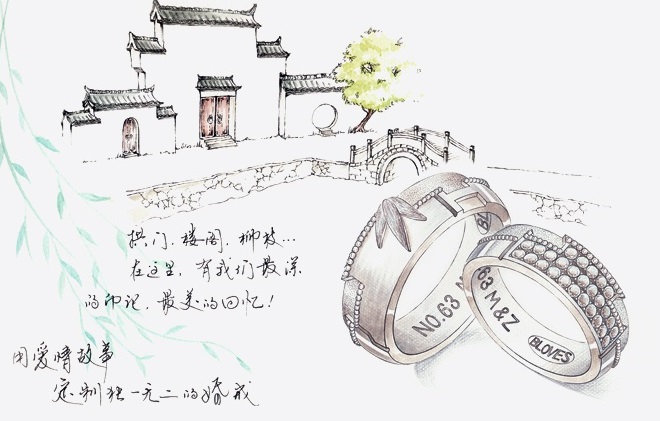 拱门、楼阁、柳枝...
在这里，有我们最深
的印记，最美的回忆！
用爱情故事
定制独一无二的婚戒
NO.63 M
63 M&Z
BLOVES